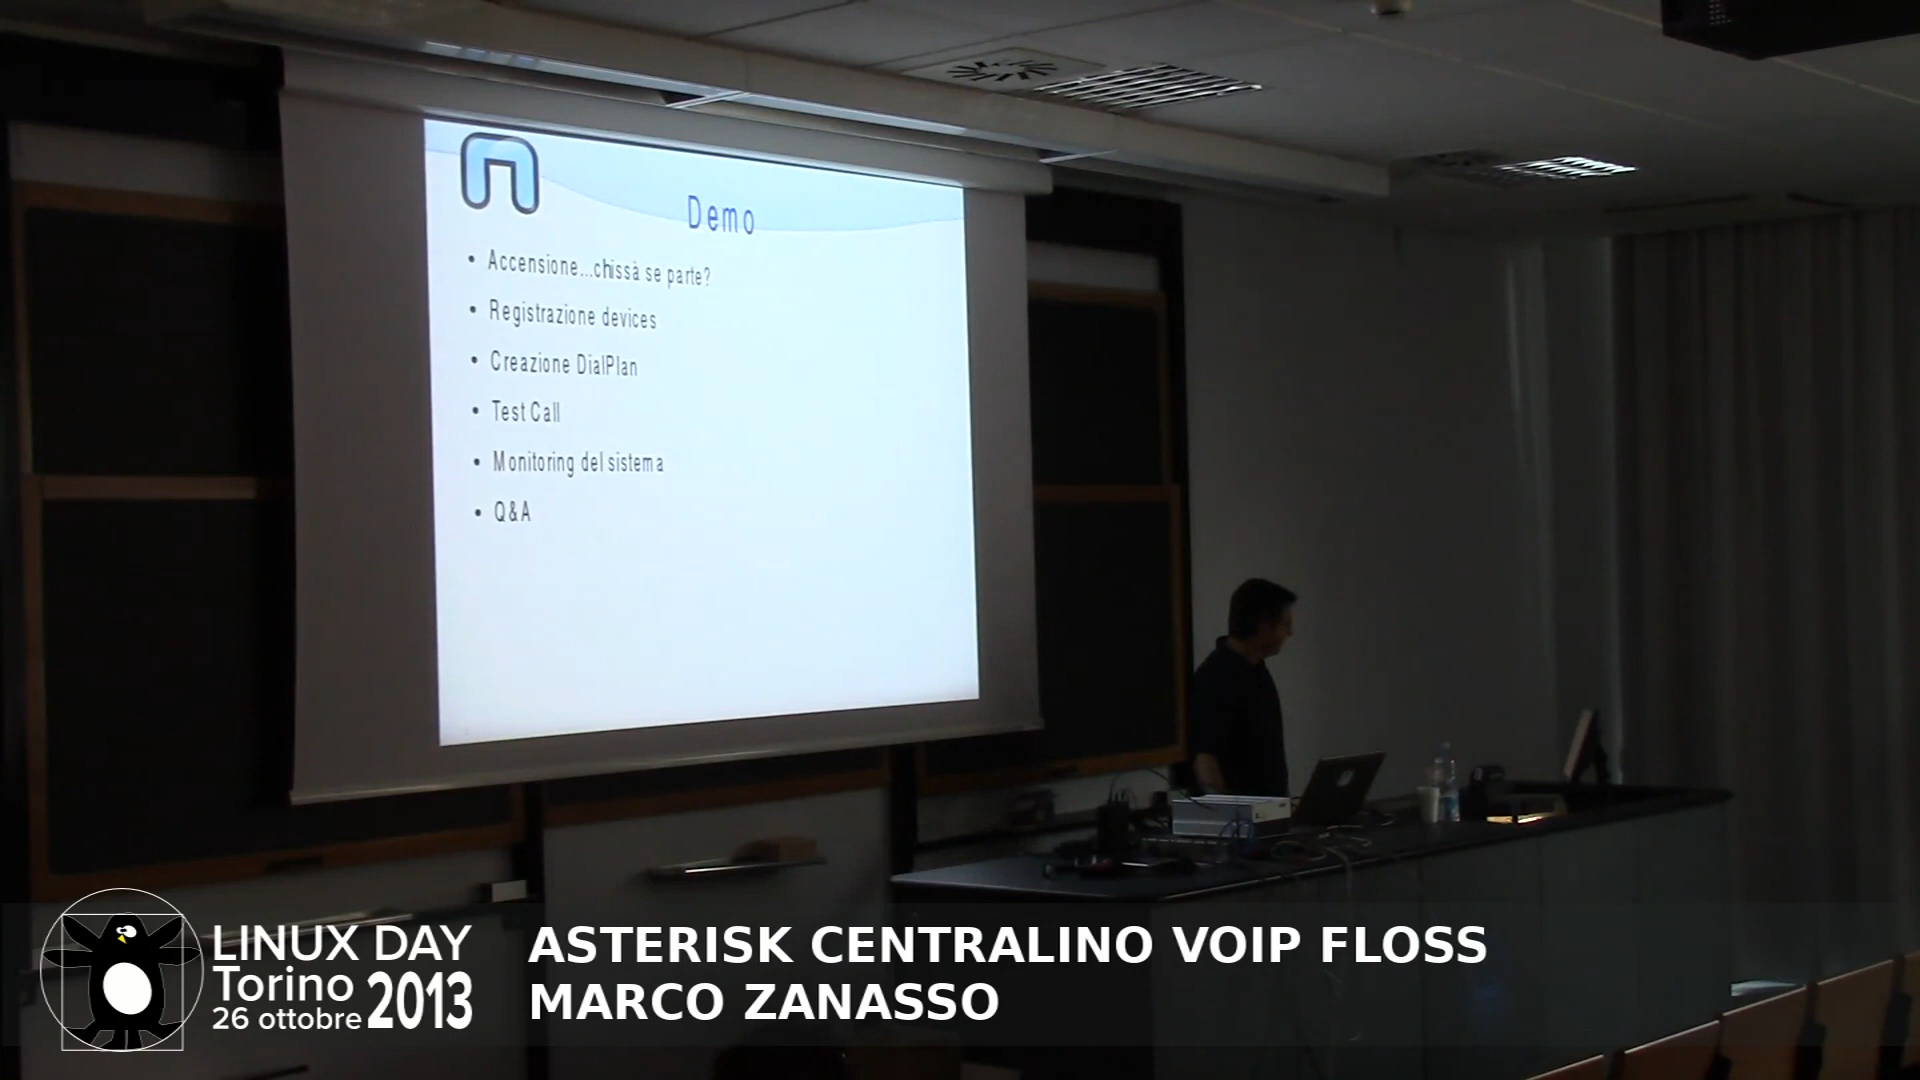 Demo
• Accensione...chissà se parte?
• Registrazione devices
• Creazione DialPlan
• Test Call
• Monitoring del sistema
• Q&A
LINUX DAY
Torino 2013
26 ottobre
ASTERISK CENTRALINO VOIP FLOSS
MARCO ZANASSO